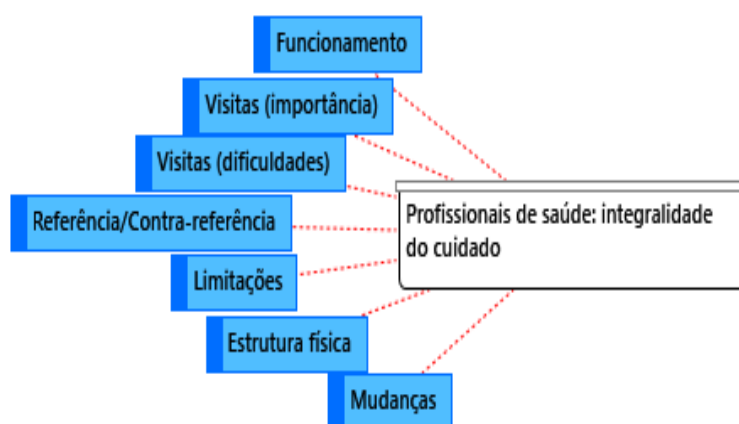 Funcionamento
Visitas (importância)
Visitas (dificuldades)
Referência/Contra-referência
Limitações
Estrutura física
Mudanças
Profissionais de saúde: integralidade
do cuidado